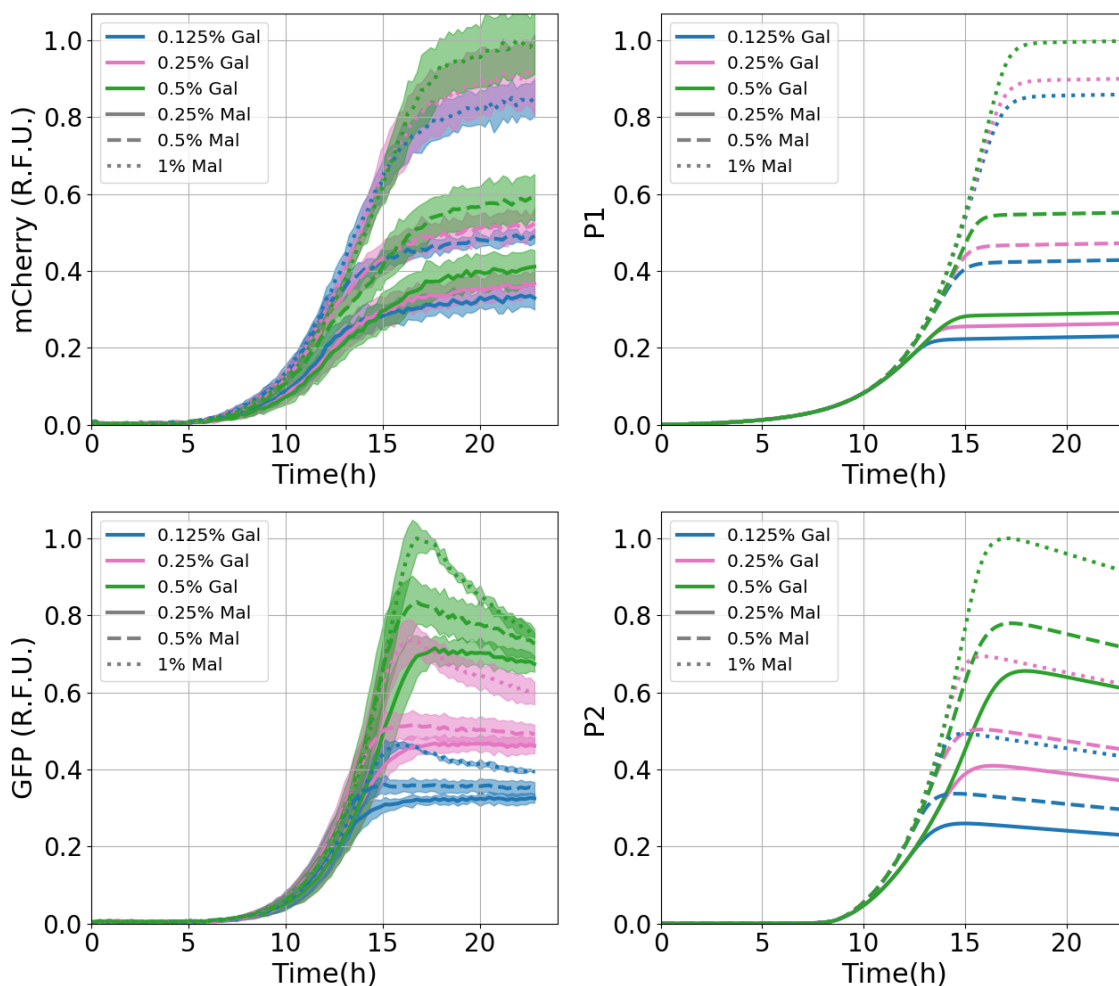 mCherry (R.F.U.)
1.0
0.8
0.6
0.4
0.2
0.0
0.125% Gal
0.25% Gal
0.5% Gal
0.25% Mal
0.5% Mal
1% Mal
0 5 10 15 20
Time(h)
P1
1.0
0.8
0.6
0.4
0.2
0.0
0.125% Gal
0.25% Gal
0.5% Gal
0.25% Mal
0.5% Mal
1% Mal
0 5 10 15 20
Time(h)
GFP (R.F.U.)
1.0
0.8
0.6
0.4
0.2
0.0
0.125% Gal
0.25% Gal
0.5% Gal
0.25% Mal
0.5% Mal
1% Mal
0 5 10 15 20
Time(h)
P2
1.0
0.8
0.6
0.4
0.2
0.0
0.125% Gal
0.25% Gal
0.5% Gal
0.25% Mal
0.5% Mal
1% Mal
0 5 10 15 20
Time(h)